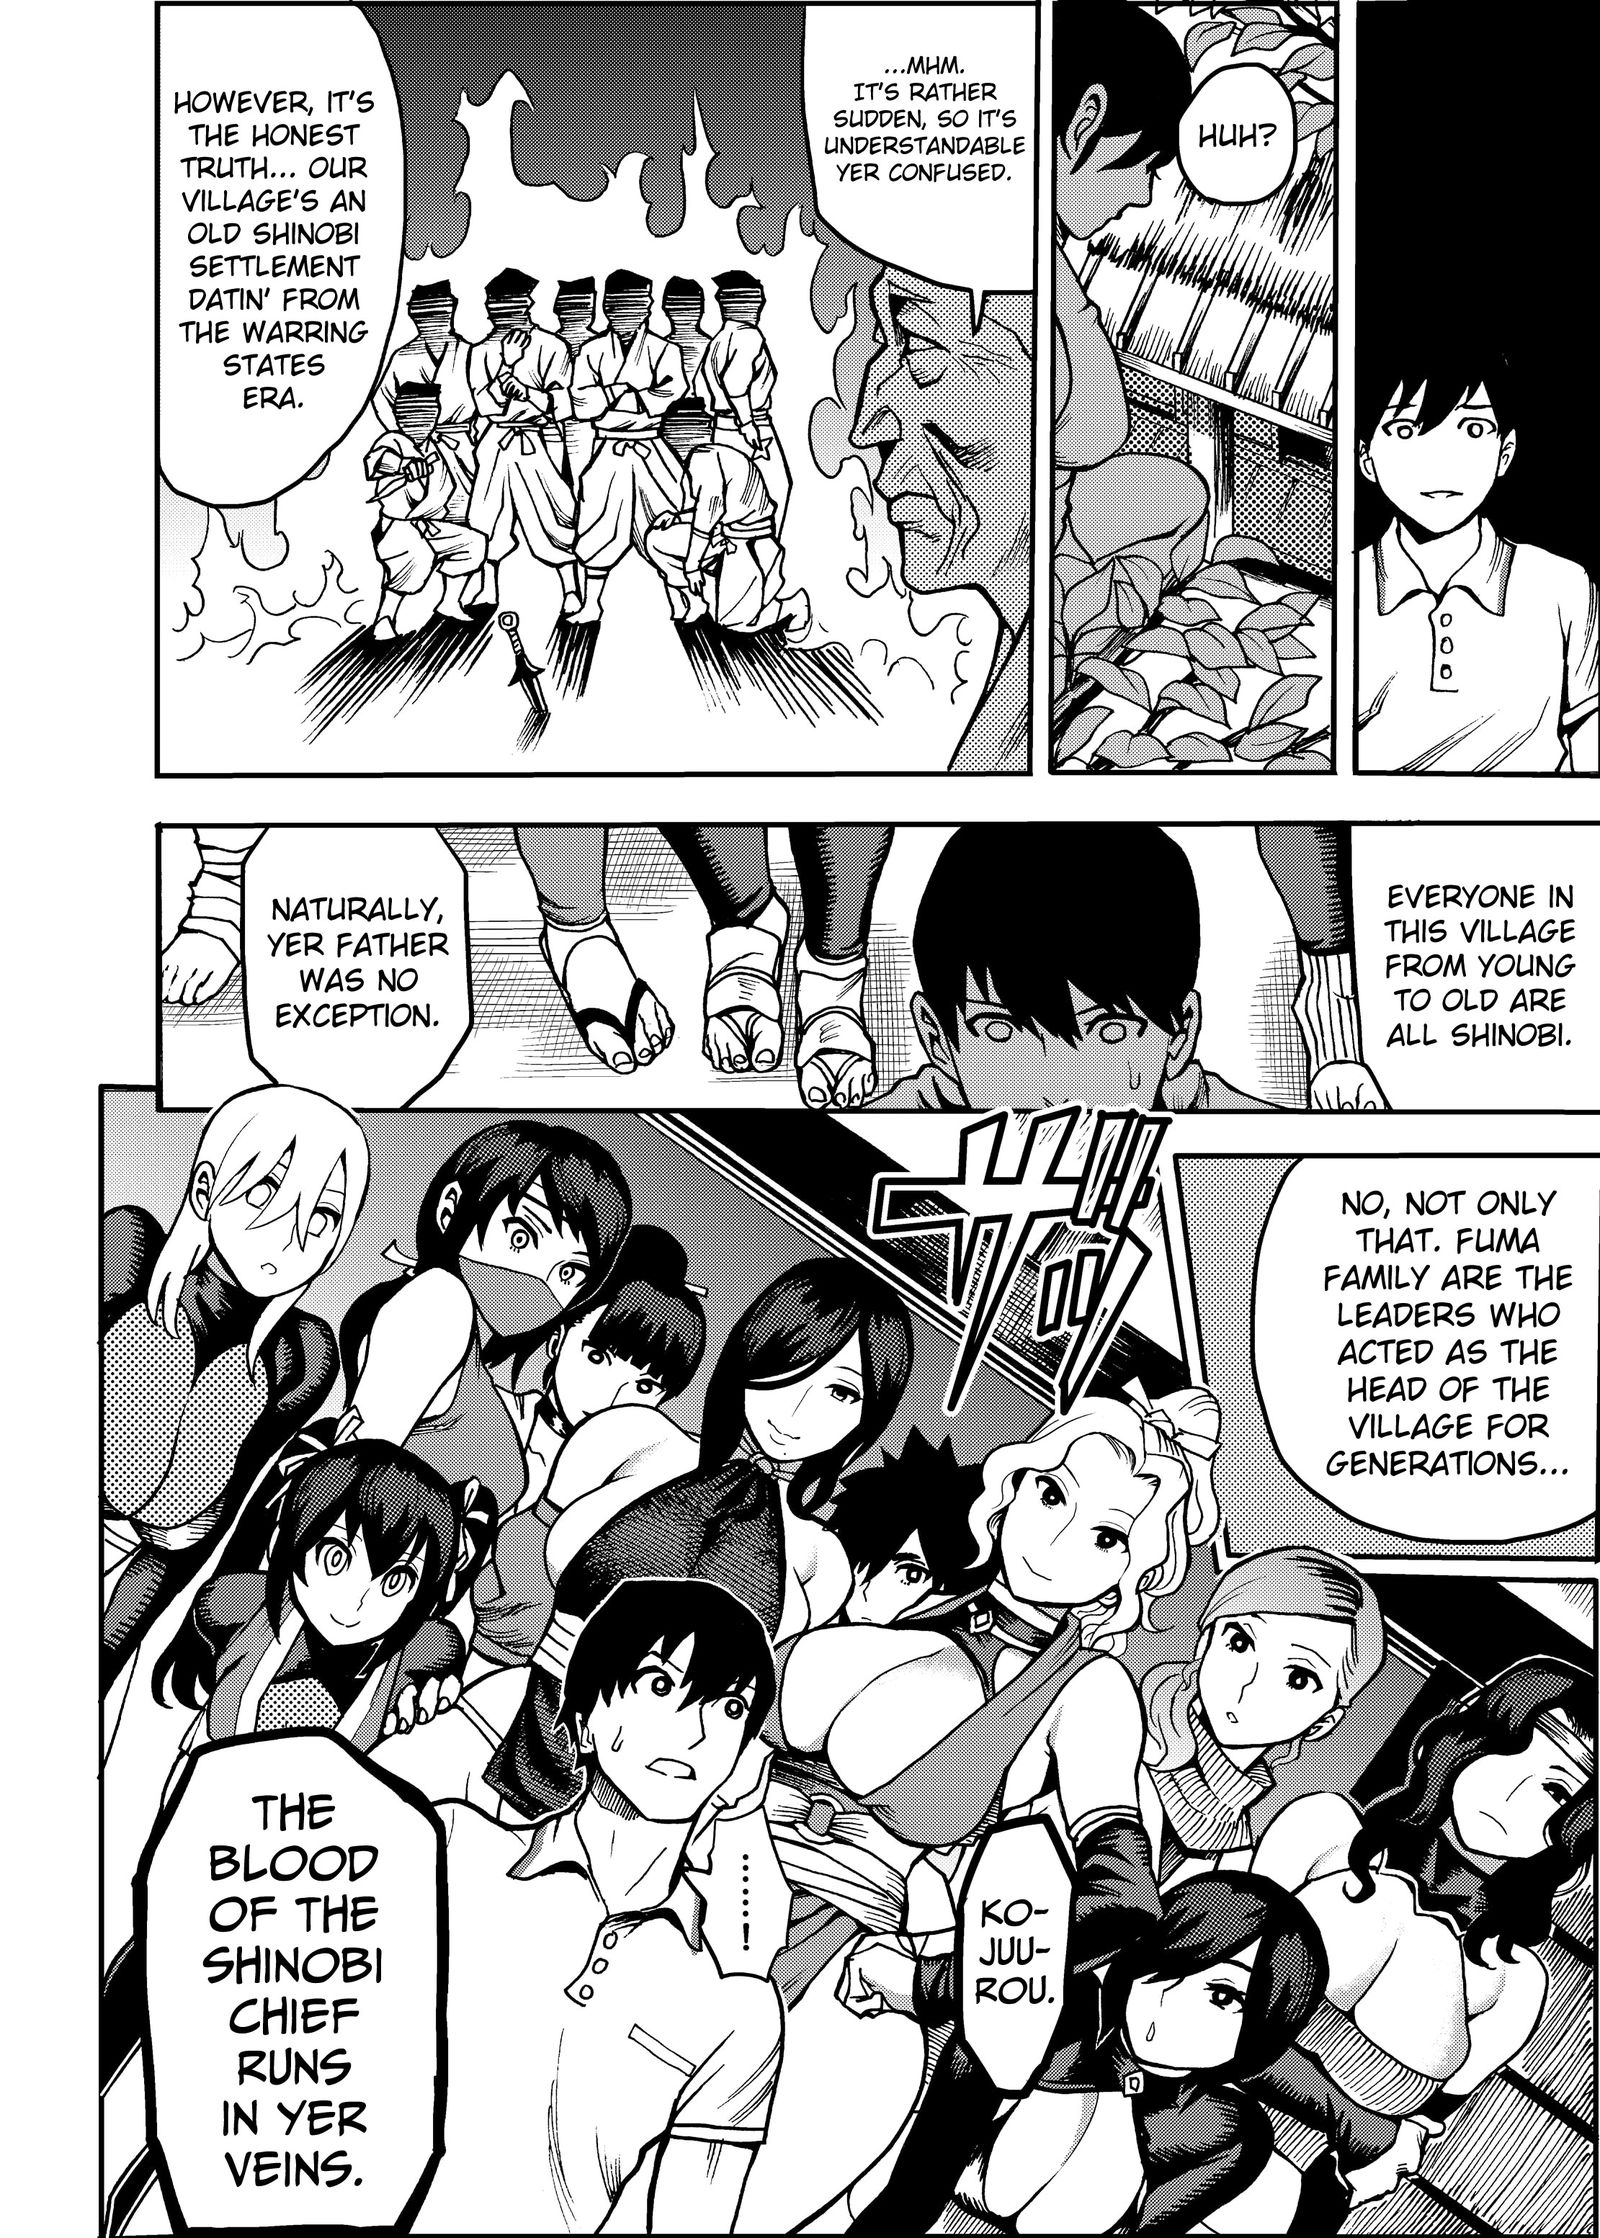 HUH?
...MHM.
IT'S RATHER
SUDDEN, SO IT'S
UNDERSTANDABLE
YER CONFUSED.
HOWEVER, IT'S
THE HONEST
TRUTH... OUR
VILLAGE'S AN
OLD SHINOBI
SETTLEMENT
DATIN' FROM
THE WARRING
STATES
ERA.
EVERYONE IN
THIS VILLAGE
FROM YOUNG
TO OLD ARE
ALL SHINOBI.
NATURALLY,
YER FATHER
WAS NO
EXCEPTION.
NO, NOT ONLY
THAT. FUMA
FAMILY ARE THE
LEADERS WHO
ACTED AS THE
HEAD OF THE
VILLAGE FOR
GENERATIONS...
ザッ
KO-
JUU-
ROU.
......!
THE
BLOOD
OF THE
SHINOBI
CHIEF
RUNS
IN YER
VEINS.